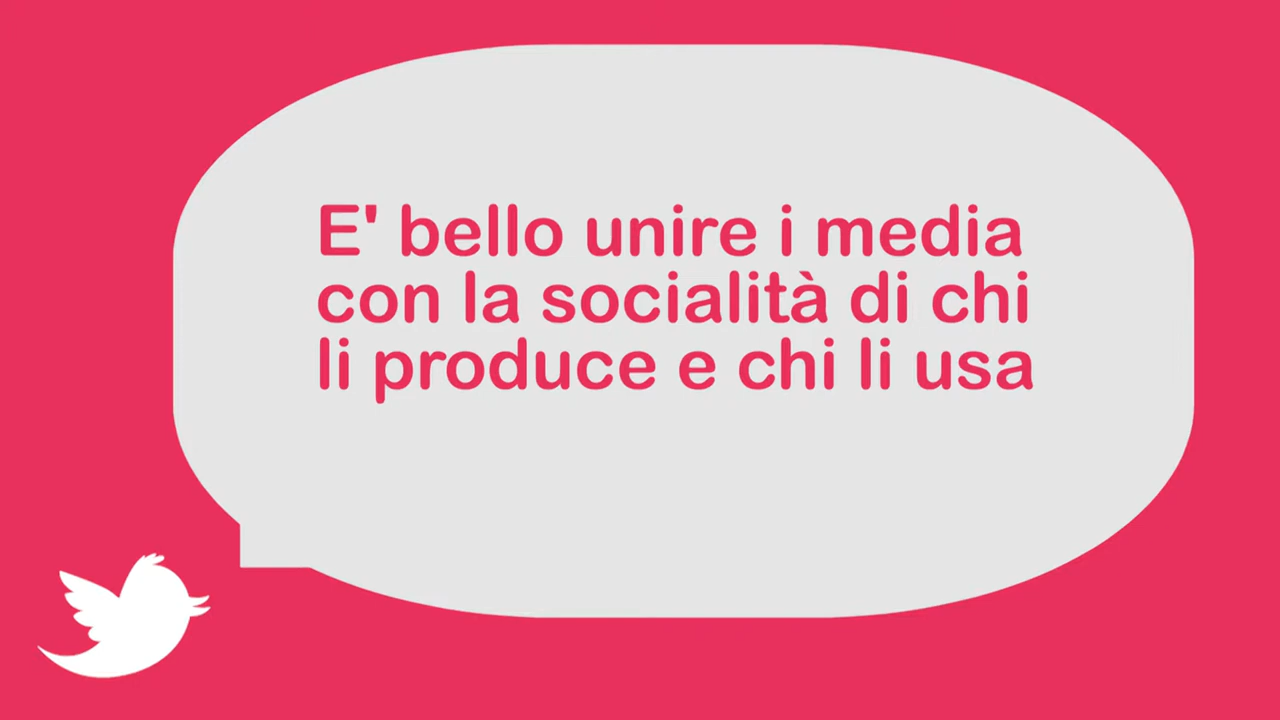 E' bello unire i media
con la socialità di chi
li produce e chi li usa